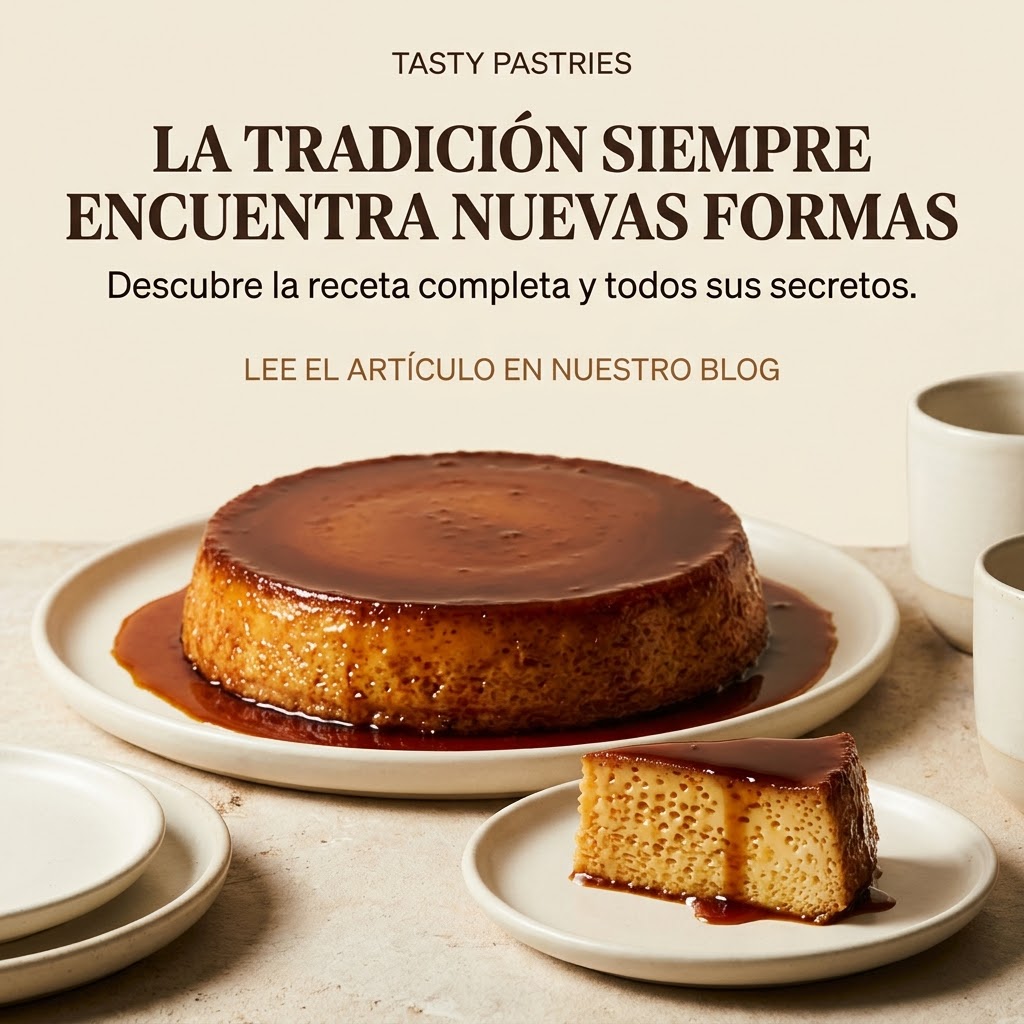 TASTY PASTRIES
LA TRADICIÓN SIEMPRE
ENCUENTRA NUEVAS FORMAS
Descubre la receta completa y todos sus secretos.
LEE EL ARTÍCULO EN NUESTRO BLOG